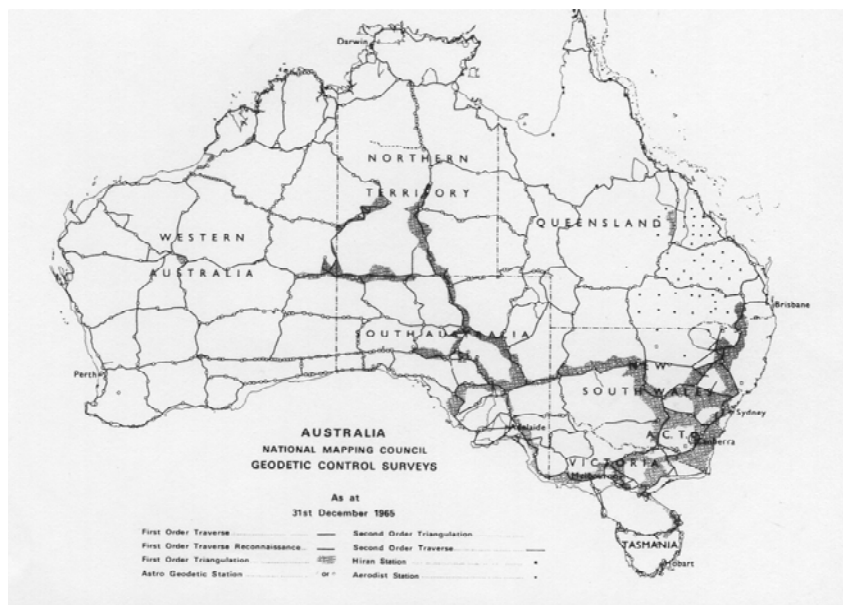 Darwin
NORTHERN
TERRITORY
QUEENSLAND
WESTERN
AUSTRALIA
Brisbane
SOUTH AUSTRALIA
NEW
Perth
SOUTH WALES
Sydney
Adelaide
A.C.T.
Canberra
VICTORIA
AUSTRALIA
NATIONAL MAPPING COUNCIL
GEODETIC CONTROL SURVEYS
As at
31st December 1965
First Order Traverse
Second Order Triangulation
First Order Traverse Reconnaissance
Second Order Traverse
First Order Triangulation
Hiran Station
Astro Geodetic Station or
Aerodist Station
TASMANIA
Hobart